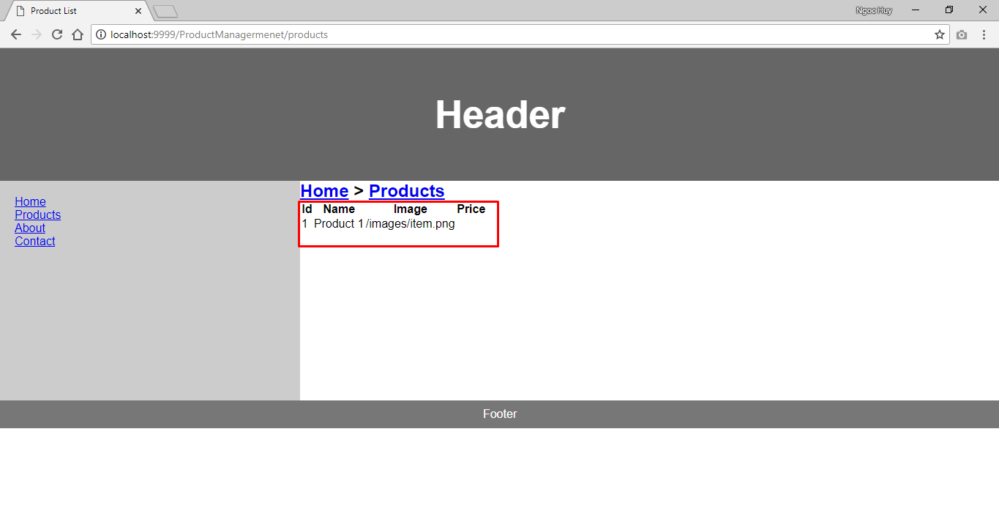 Product List
Ngoc Huy
localhost:9999/ProductManagermenet/products
Header
Home
Products
About
Contact
Home > Products
Id Name Image Price
1 Product 1 /images/item.png
Footer